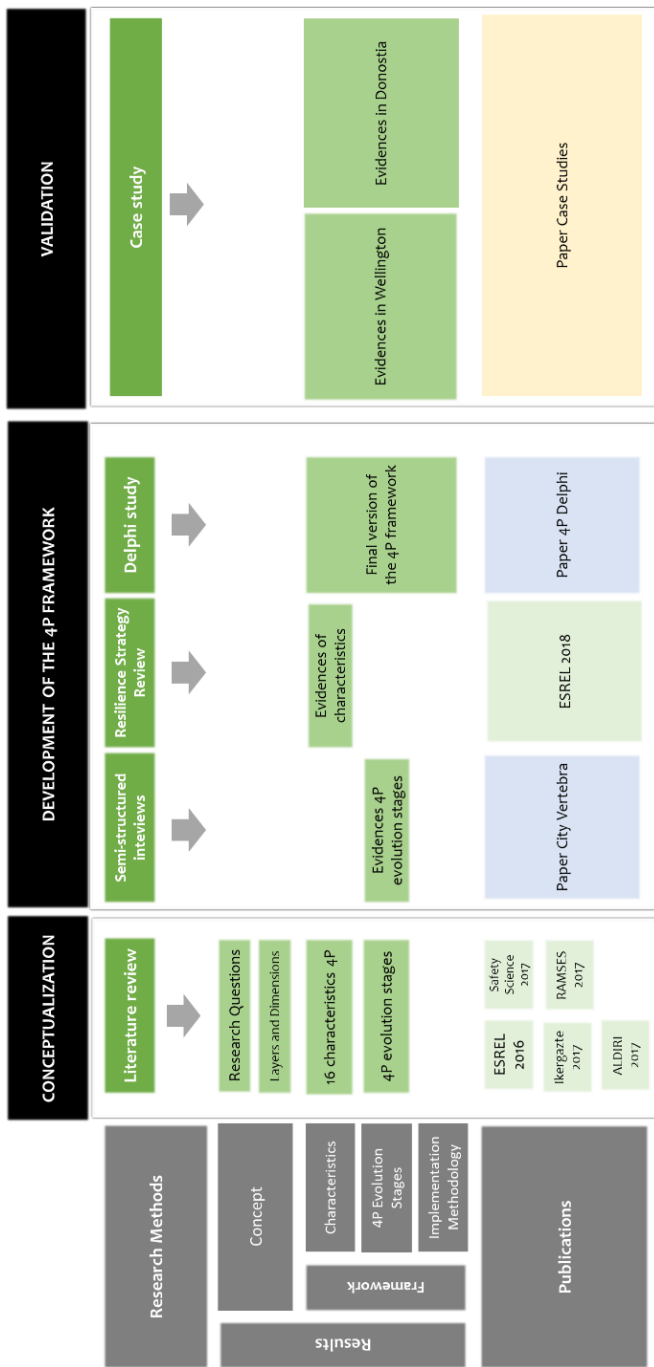 CONCEPTUALIZATION
DEVELOPMENT OF THE 4P FRAMEWORK
VALIDATION
Research Methods
Literature review
Semi-structured
inteviews
Resilience Strategy
Review
Delphi study
Case study
Results
Concept
Research Questions
Layers and Dimensions
Framework
Characteristics
16 characteristics 4P
Evidences of
characteristics
4P Evolution
Stages
4P evolution stages
Evidences 4P
evolution stages
Implementation
Methodology
Final version of
the 4P framework
Evidences in Wellington
Evidences in Donostia
Publications
ESREL
2016
Safety
Science
2017
Ikergazte
2017
RAMSES
2017
ALDIRI
2017
Paper City Vertebra
ESREL 2018
Paper 4P Delphi
Paper Case Studies